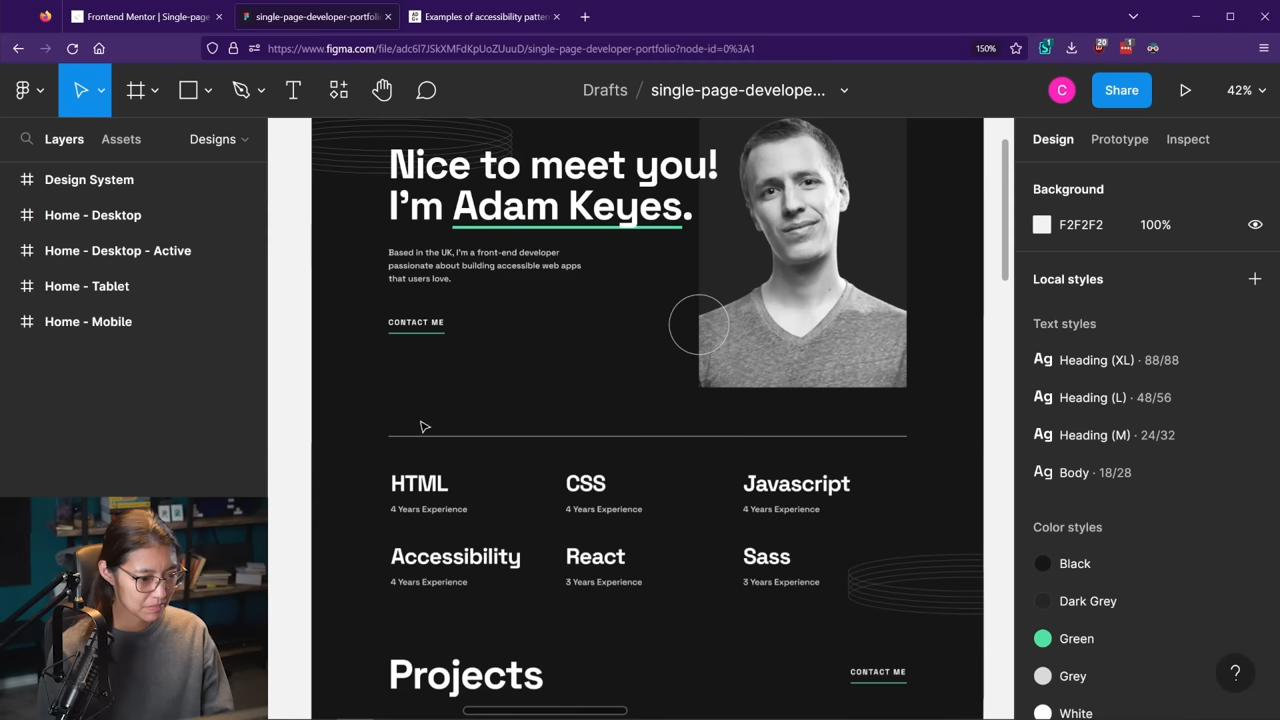 Frontend Mentor | Single-page
single-page-developer-portfoli
Examples of accessibility patter
https://www.figma.com/file/adc6I7JSkXMFdKpUoZUuuD/single-page-developer-portfolio?node-id=0%3A1
150%
20
1
Drafts / single-page-develope...
C
Share
42%
Layers
Assets
Designs
Design System
Home - Desktop
Home - Desktop - Active
Home - Tablet
Home - Mobile
Nice to meet you!
I'm Adam Keyes.
Based in the UK, I'm a front-end developer
passionate about building accessible web apps
that users love.
CONTACT ME
HTML
4 Years Experience
CSS
4 Years Experience
Javascript
4 Years Experience
Accessibility
4 Years Experience
React
3 Years Experience
Sass
3 Years Experience
Projects
CONTACT ME
Design
Prototype
Inspect
Background
F2F2F2
100%
Local styles
Text styles
Ag Heading (XL) · 88/88
Ag Heading (L) · 48/56
Ag Heading (M) · 24/32
Ag Body · 18/28
Color styles
Black
Dark Grey
Green
Grey
White
?